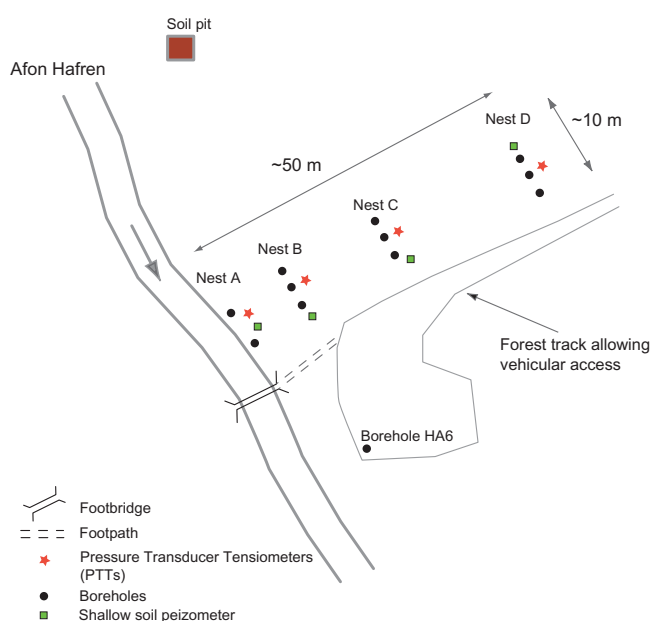 Soil pit
Afon Hafren
Nest D
~10 m
~50 m
Nest C
Nest B
Nest A
Forest track allowing
vehicular access
Borehole HA6
Footbridge
Footpath
Pressure Transducer Tensiometers
(PTTs)
Boreholes
Shallow soil peizometer